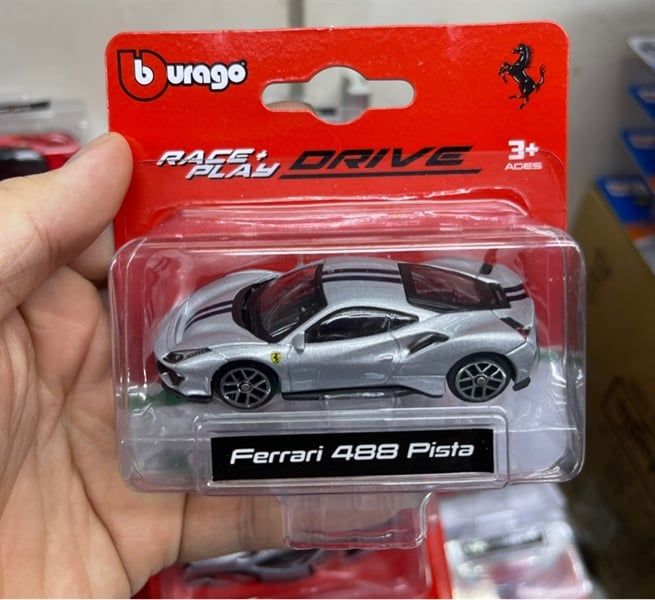 burago
RACE+
PLAY
DRIVE
3+
AGES
Ferrari 488 Pista